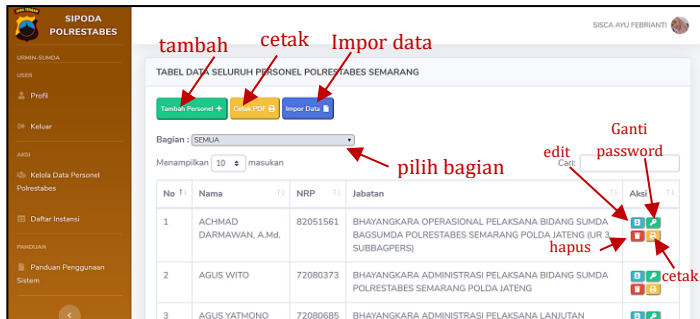 SIPODA
POLRESTABES
SISCA AYU FEBRIANTI
URMIN-SUMDA
USER
Profil
Keluar
AKSI
Kelola Data Personel
Polrestabes
Daftar Instansi
PANDUAN
Panduan Penggunaan
Sistem
tambah
cetak
Impor data
TABEL DATA SELURUH PERSONEL POLRESTABES SEMARANG
Tambah Personel +
Cetak PDF
Impor Data
Bagian : SEMUA
pilih bagian
edit
Ganti
password
Menampilkan 10 masukan
Cari:
No Nama NRP Jabatan Aksi
1 ACHMAD DARMAWAN, A.Md. 82051561 BHAYANGKARA OPERASIONAL PELAKSANA BIDANG SUMDA
BAGSUMDA POLRESTABES SEMARANG POLDA JATENG (UR 3
SUBBAGPERS)
hapus
cetak
2 AGUS WITO 72080373 BHAYANGKARA ADMINISTRASI PELAKSANA BIDANG SUMDA
POLRESTABES SEMARANG POLDA JATENG
3 AGUS YATMONO 72080685 BHAYANGKARA ADMINISTRASI PELAKSANA LANJUTAN